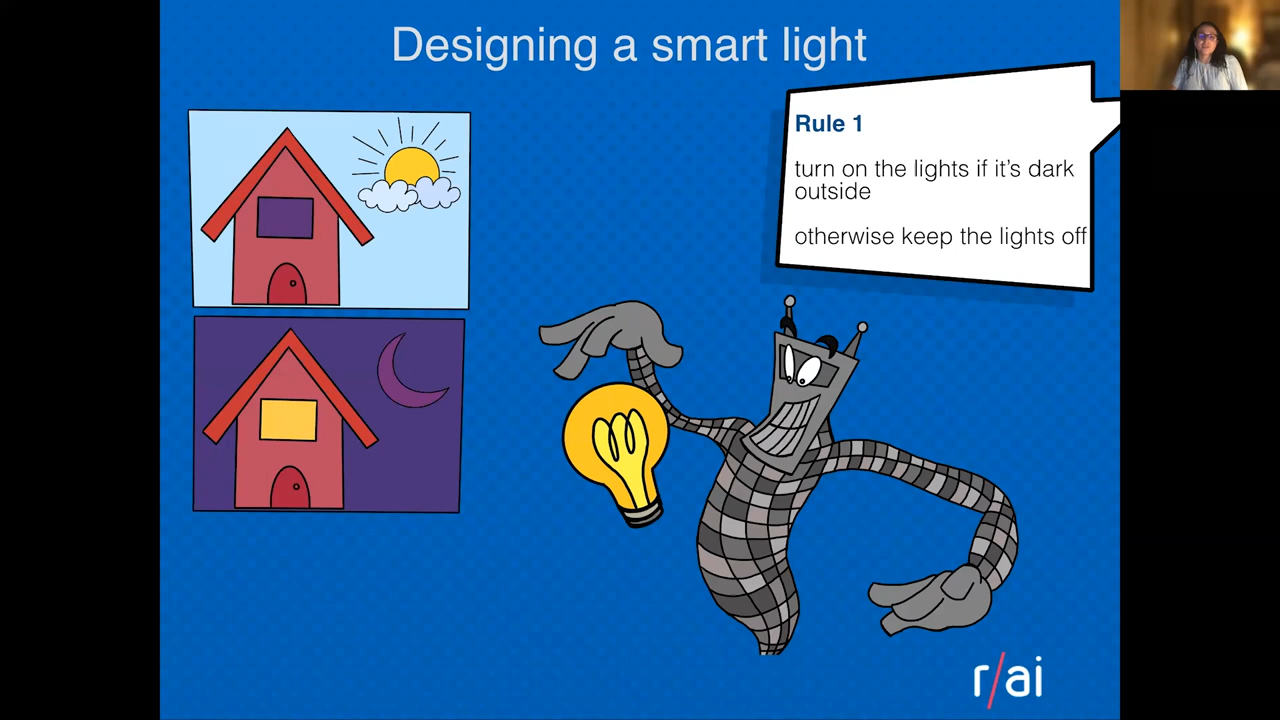 Designing a smart light
Rule 1
turn on the lights if it's dark
outside
otherwise keep the lights off
r/ai